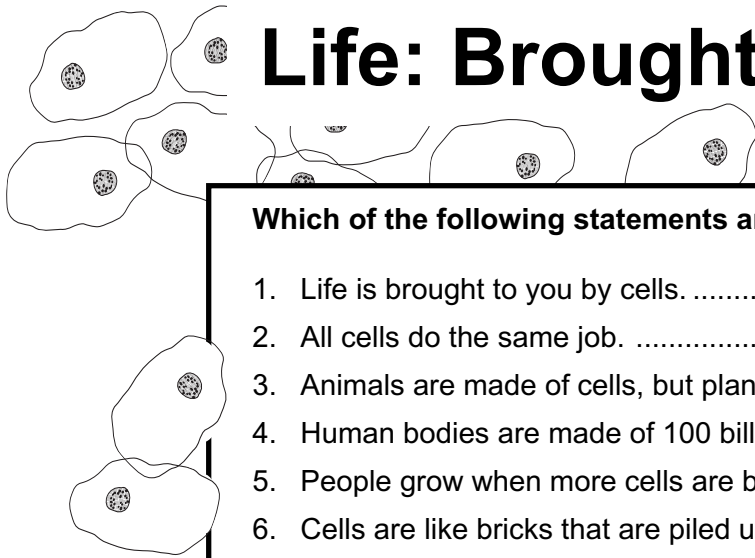 Life: Brought
Which of the following statements a
1. Life is brought to you by cells. ........
2. All cells do the same job. ...............
3. Animals are made of cells, but plan
4. Human bodies are made of 100 bill
5. People grow when more cells are b
6. Cells are like bricks that are piled u